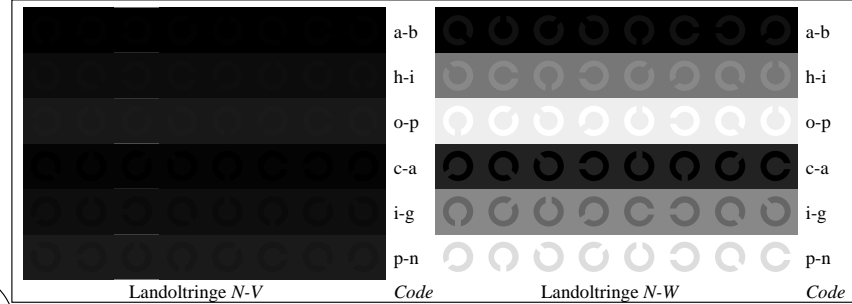 a-b a-b
h-i h-i
o-p o-p
c-a c-a
i-g i-g
p-n p-n
Landoltringe N-V Code Landoltringe N-W Code